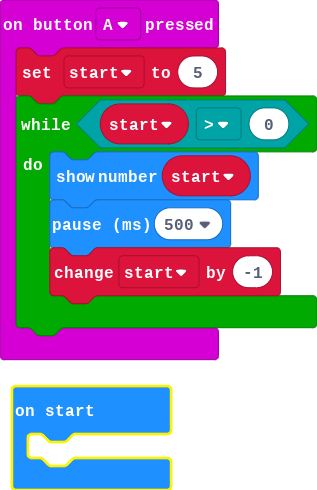 on button A pressed
set start to 5
while start > 0
do
show number start
pause (ms) 500
change start by -1
on start